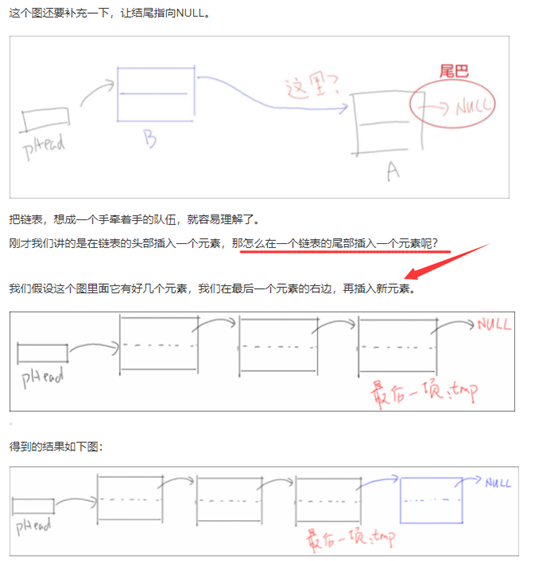 这个图还要补充一下，让结尾指向NULL。
尾巴
这里?
NULL
pHead
B
A
把链表，想成一个手牵着手的队伍，就容易理解了。
刚才我们讲的是在链表的头部插入一个元素，那怎么在一个链表的尾部插入一个元素呢?
我们假设这个图里面它有好几个元素，我们在最后一个元素的右边，再插入新元素。
NULL
pHead
最后一项:tmp
得到的结果如下图：
NULL
pHead
最后一项:tmp